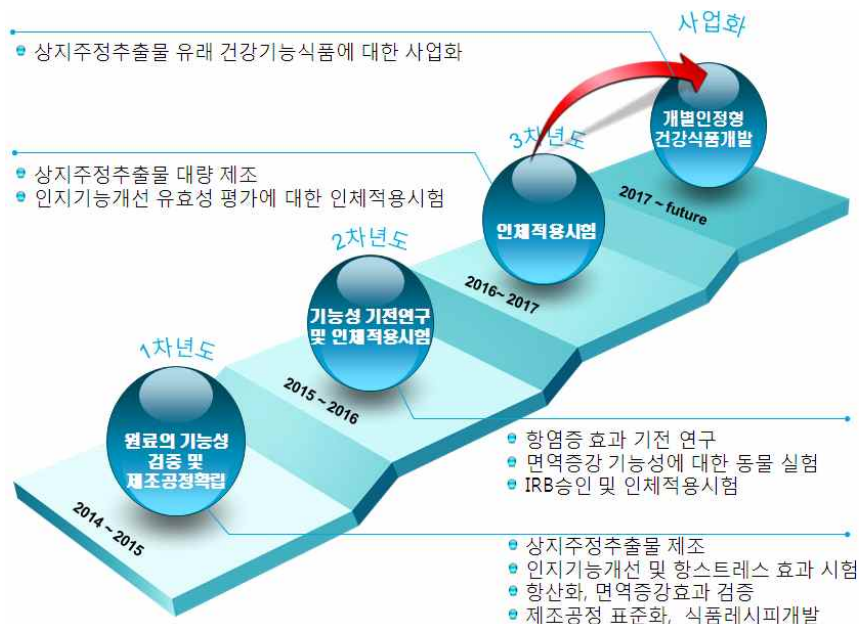 사업화
상지주정추출물 유래 건강기능식품에 대한 사업화
개별인정형
건강식품개발
2017 ~ future
3차년도
상지주정추출물 대량 제조
인지기능개선 유효성 평가에 대한 인체적용시험
인체적용시험
2016~ 2017
2차년도
기능성 기전연구
및 인체적용시험
2015 ~ 2016
항염증 효과 기전 연구
면역증강 기능성에 대한 동물 실험
IRB승인 및 인체적용시험
1차년도
원료의 기능성
검증 및
제조공정확립
2014 ~ 2015
상지주정추출물 제조
인지기능개선 및 항스트레스 효과 시험
항산화, 면역증강효과 검증
제조공정 표준화, 식품레시피개발